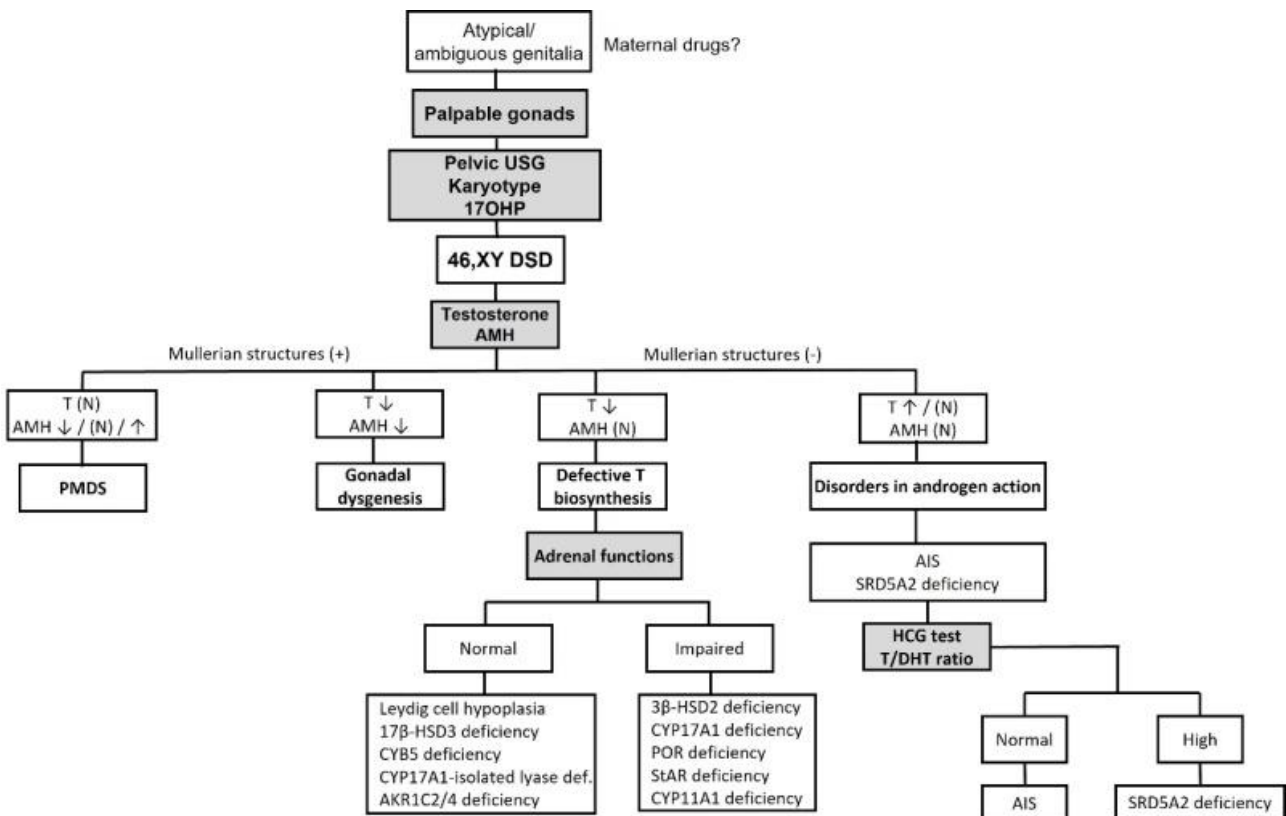 Atypical/
ambiguous genitalia
Maternal drugs?
Palpable gonads
Pelvic USG
Karyotype
17OHP
46,XY DSD
Testosterone
AMH
Mullerian structures (+)
Mullerian structures (-)
T (N)
AMH ↓ / (N) / ↑
T ↓
AMH ↓
T ↓
AMH (N)
T ↑ / (N)
AMH (N)
PMDS
Gonadal
dysgenesis
Defective T
biosynthesis
Disorders in androgen action
Adrenal functions
AIS
SRD5A2 deficiency
Normal
Impaired
HCG test
T/DHT ratio
Leydig cell hypoplasia
17β-HSD3 deficiency
CYB5 deficiency
CYP17A1-isolated lyase def.
AKR1C2/4 deficiency
3β-HSD2 deficiency
CYP17A1 deficiency
POR deficiency
StAR deficiency
CYP11A1 deficiency
Normal
High
AIS
SRD5A2 deficiency